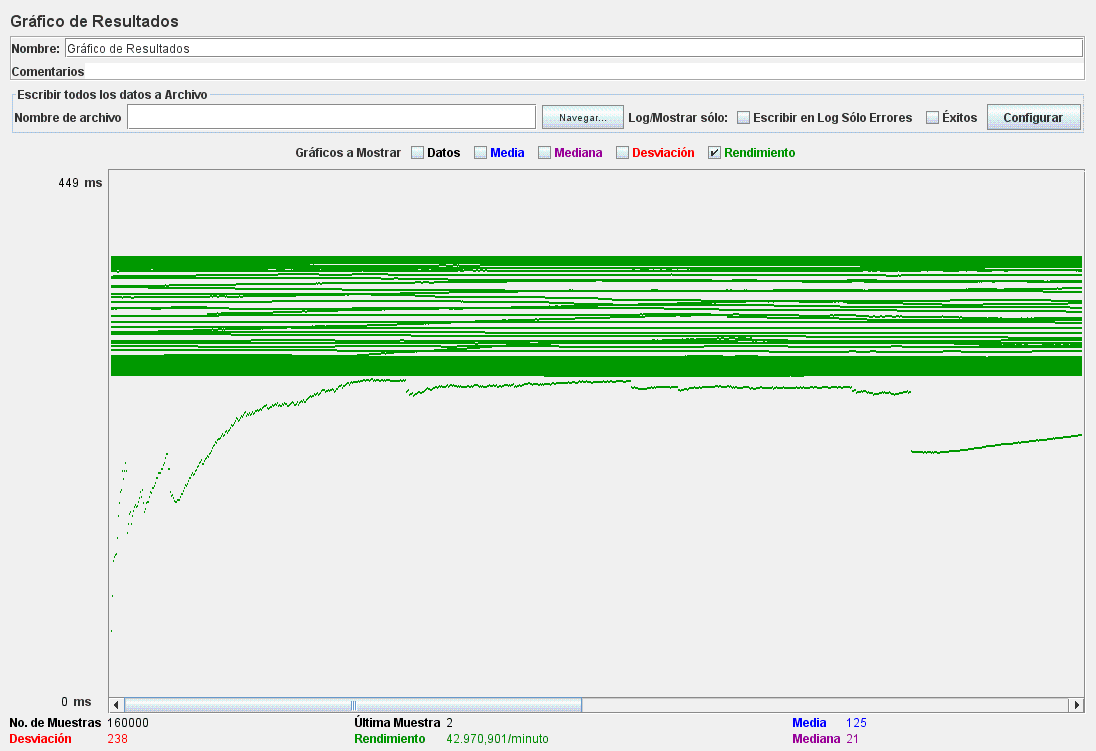 Gráfico de Resultados
Nombre: Gráfico de Resultados
Comentarios
Escribir todos los datos a Archivo
Nombre de archivo Navegar... Log/Mostrar sólo: Escribir en Log Sólo Errores Éxitos Configurar
Gráficos a Mostrar Datos Media Mediana Desviación Rendimiento
449 ms
0 ms
No. de Muestras 160000 Última Muestra 2 Media 125
Desviación 238 Rendimiento 42.970,901/minuto Mediana 21